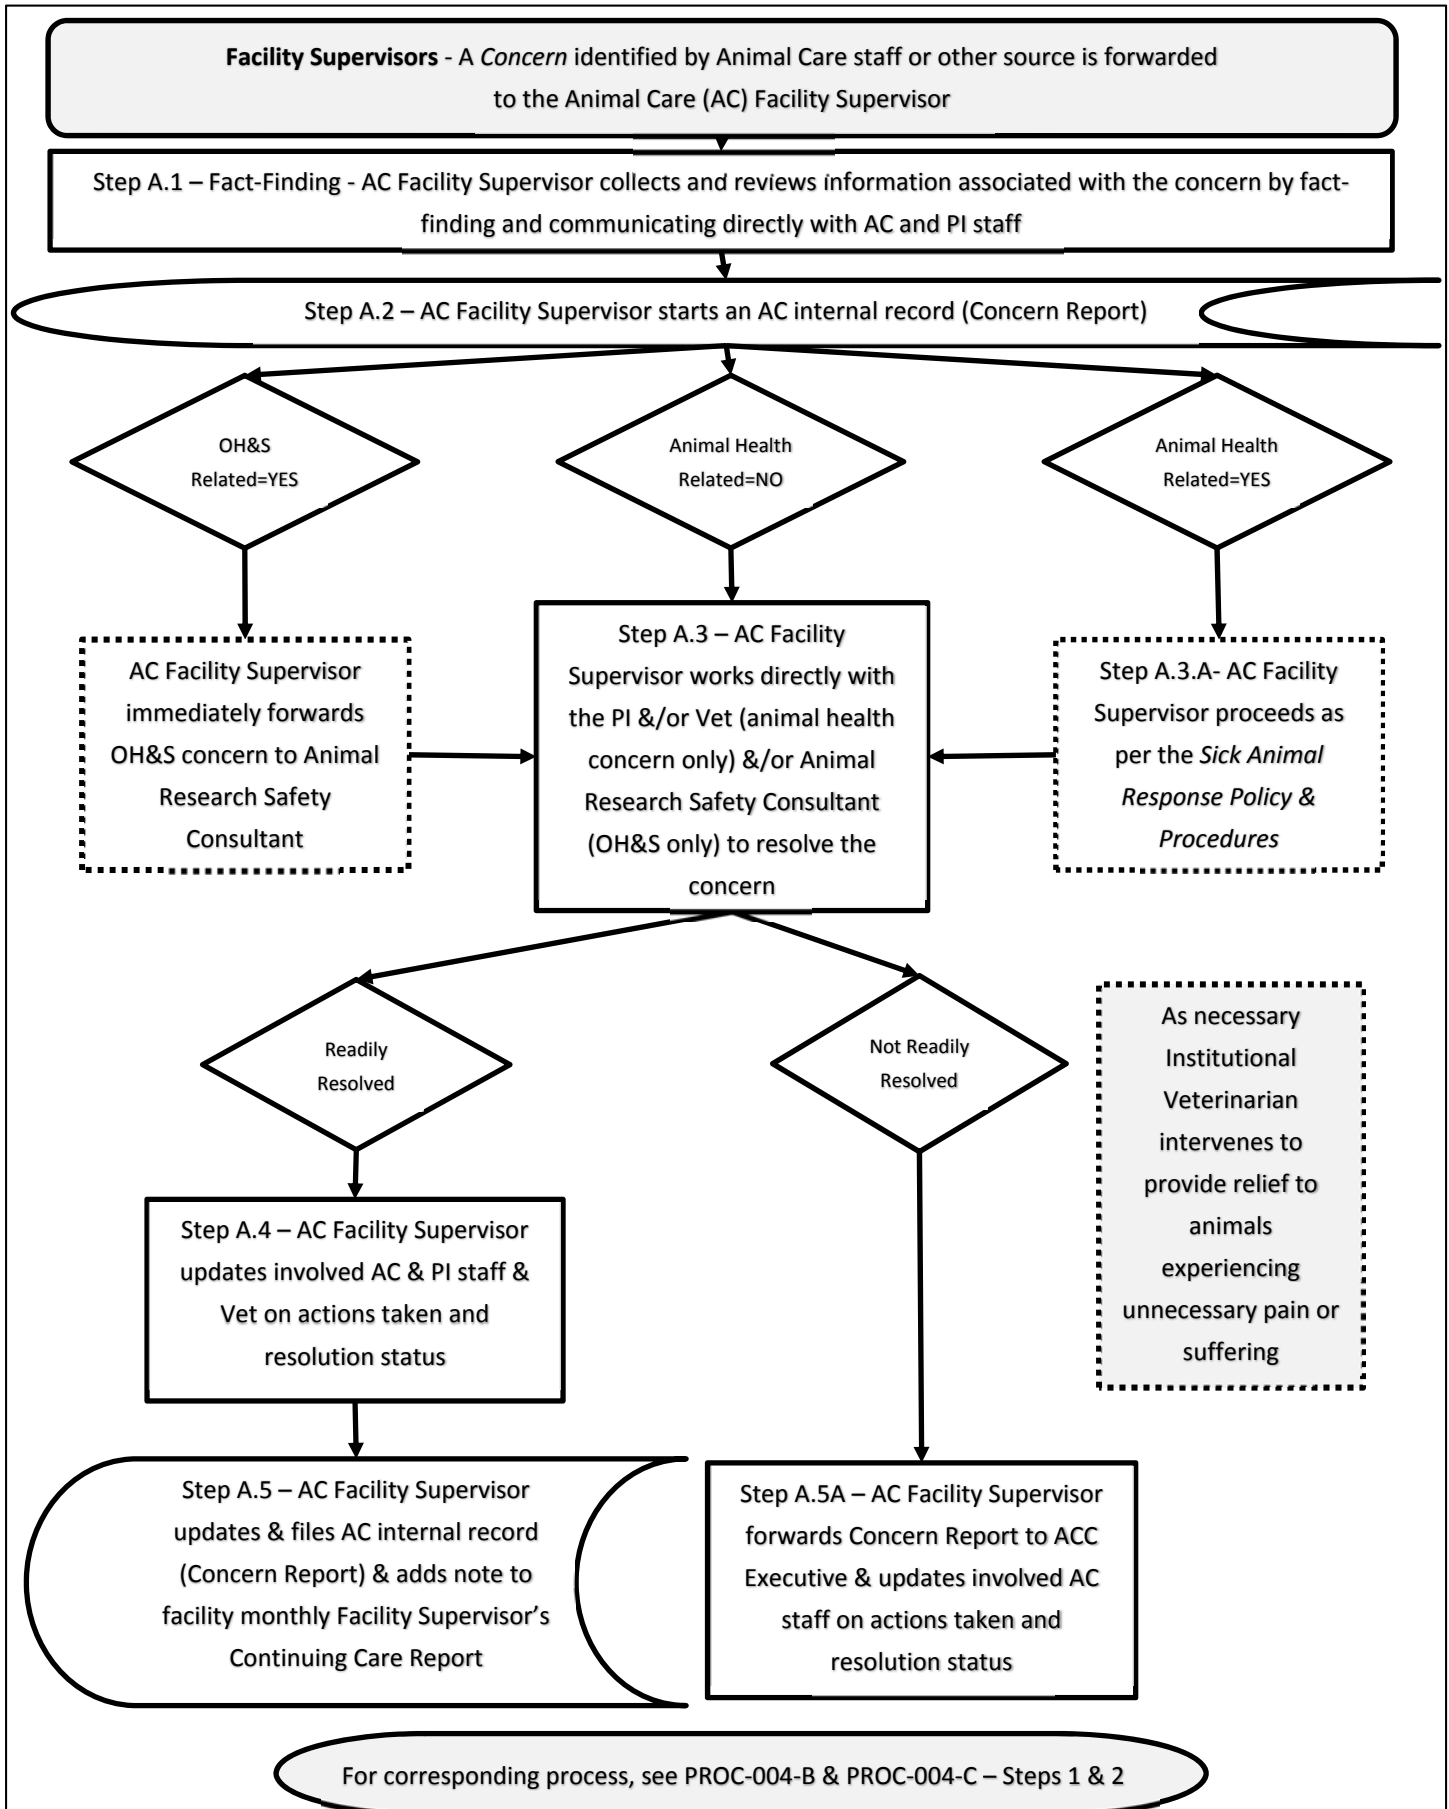 Facility Supervisors - A Concern identified by Animal Care staff or other source is forwarded
to the Animal Care (AC) Facility Supervisor
Step A.1 – Fact-Finding - AC Facility Supervisor collects and reviews information associated with the concern by fact-
finding and communicating directly with AC and PI staff
Step A.2 – AC Facility Supervisor starts an AC internal record (Concern Report)
OH&S
Related=YES
Animal Health
Related=NO
Animal Health
Related=YES
AC Facility Supervisor
immediately forwards
OH&S concern to Animal
Research Safety
Consultant
Step A.3 – AC Facility
Supervisor works directly with
the PI &/or Vet (animal health
concern only) &/or Animal
Research Safety Consultant
(OH&S only) to resolve the
concern
Step A.3.A- AC Facility
Supervisor proceeds as
per the Sick Animal
Response Policy &
Procedures
Readily
Resolved
Not Readily
Resolved
As necessary
Institutional
Veterinarian
intervenes to
provide relief to
animals
experiencing
unnecessary pain or
suffering
Step A.4 – AC Facility Supervisor
updates involved AC & PI staff &
Vet on actions taken and
resolution status
Step A.5 – AC Facility Supervisor
updates & files AC internal record
(Concern Report) & adds note to
facility monthly Facility Supervisor’s
Continuing Care Report
Step A.5A – AC Facility Supervisor
forwards Concern Report to ACC
Executive & updates involved AC
staff on actions taken and
resolution status
For corresponding process, see PROC-004-B & PROC-004-C – Steps 1 & 2